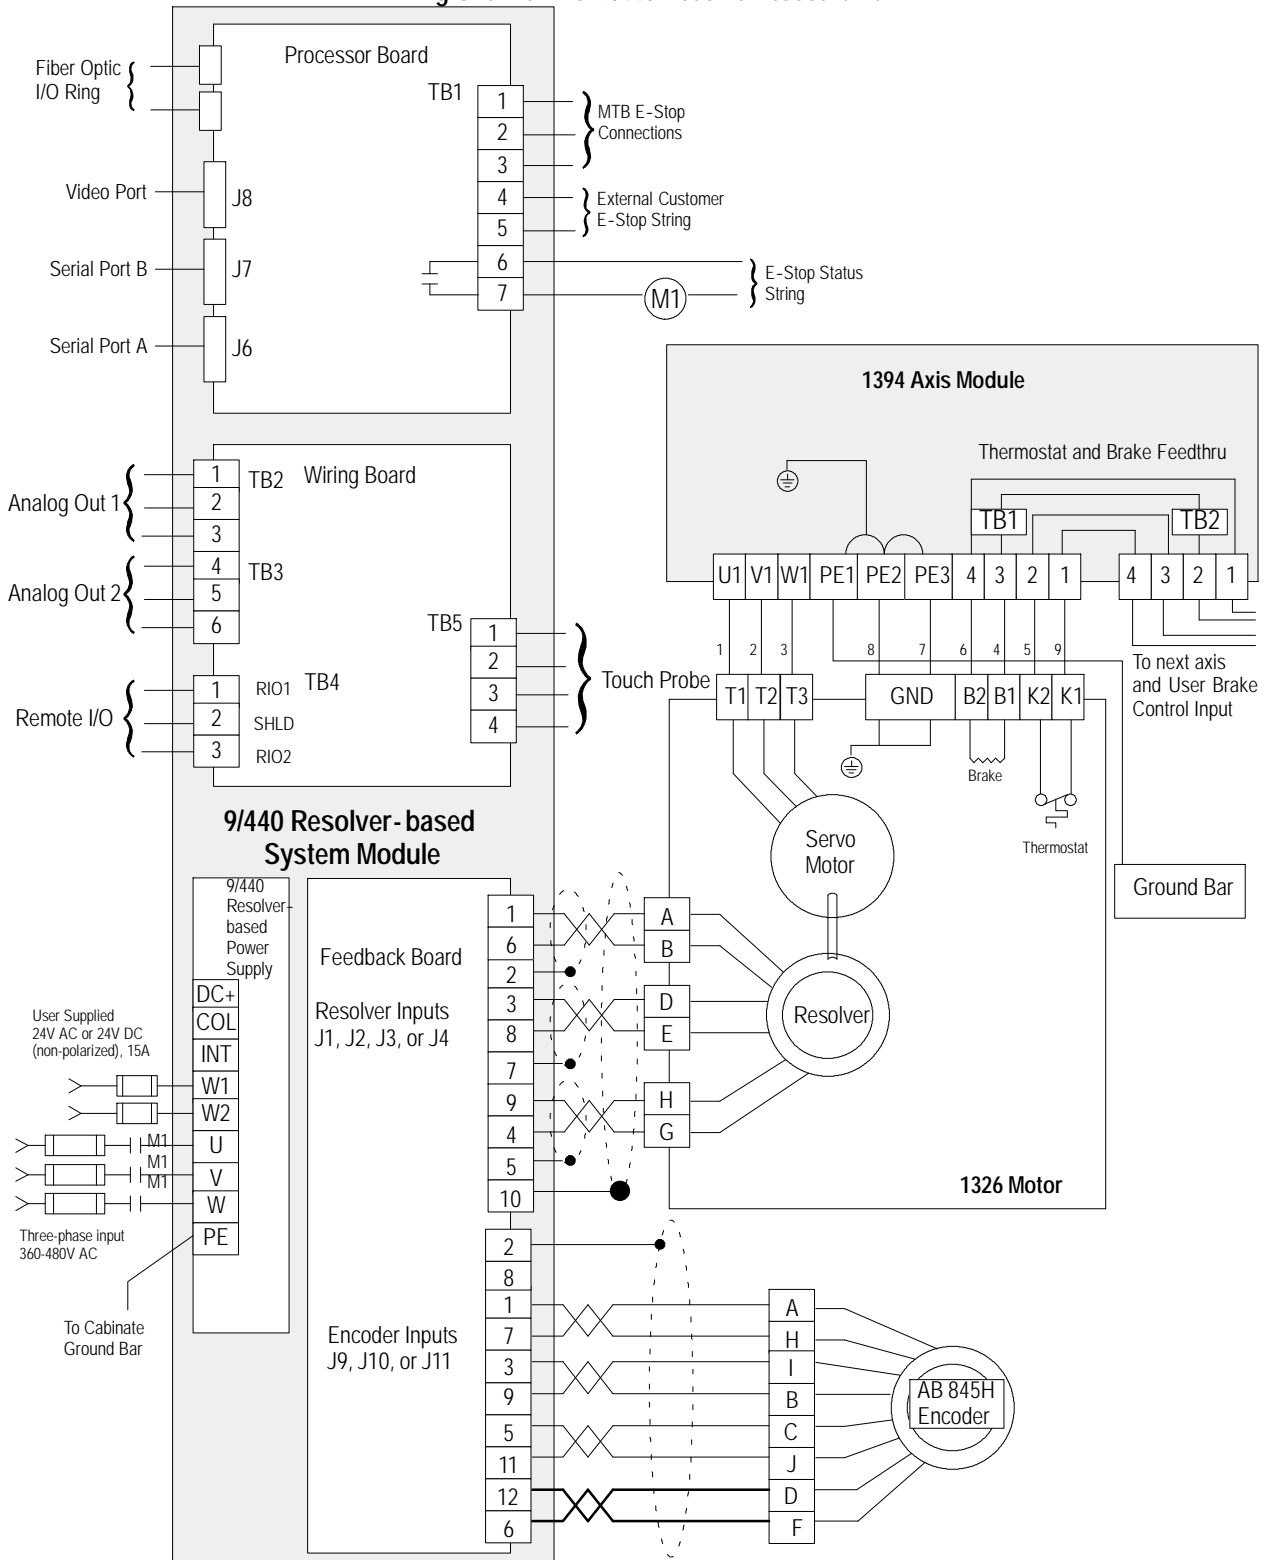 Processor Board
Fiber Optic
I/O Ring
TB1
1
2
3
4
5
6
7
MTB E-Stop
Connections
External Customer
E-Stop String
E-Stop Status
String
M1
Video Port
J8
Serial Port B
J7
Serial Port A
J6
1394 Axis Module
Thermostat and Brake Feedthru
TB1
TB2
U1 V1 W1 PE1 PE2 PE3 4 3 2 1
4 3 2 1
1 2 3 8 7 6 4 5 9
To next axis
and User Brake
Control Input
Wiring Board
Analog Out 1
1
2
3
TB2
Analog Out 2
4
5
6
TB3
TB5
1
2
3
4
Touch Probe
Remote I/O
1 RIO1
2 SHLD
3 RIO2
TB4
T1 T2 T3 GND B2 B1 K2 K1
Brake
Thermostat
Servo
Motor
Ground Bar
9/440 Resolver-based
System Module
9/440
Resolver-
based
Power
Supply
DC+
COL
INT
W1
W2
U
V
W
PE
User Supplied
24V AC or 24V DC
(non-polarized), 15A
M1
M1
M1
Three-phase input
360-480V AC
To Cabinate
Ground Bar
Feedback Board
Resolver Inputs
J1, J2, J3, or J4
1
6
2
3
8
7
9
4
5
10
A
B
D
E
H
G
Resolver
1326 Motor
Encoder Inputs
J9, J10, or J11
2
8
1
7
3
9
5
11
12
6
A
H
I
B
C
J
D
F
AB 845H
Encoder